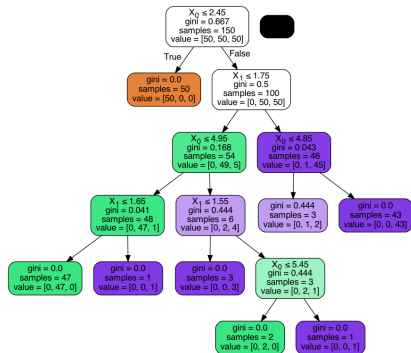 X₀ ≤ 2.45
gini = 0.667
samples = 150
value = [50, 50, 50]
True
False
gini = 0.0
samples = 50
value = [50, 0, 0]
X₁ ≤ 1.75
gini = 0.5
samples = 100
value = [0, 50, 50]
X₀ ≤ 4.95
gini = 0.168
samples = 54
value = [0, 49, 5]
X₀ ≤ 4.85
gini = 0.043
samples = 46
value = [0, 1, 45]
X₁ ≤ 1.65
gini = 0.041
samples = 48
value = [0, 47, 1]
X₁ ≤ 1.55
gini = 0.444
samples = 6
value = [0, 2, 4]
gini = 0.444
samples = 3
value = [0, 1, 2]
gini = 0.0
samples = 43
value = [0, 0, 43]
gini = 0.0
samples = 47
value = [0, 47, 0]
gini = 0.0
samples = 1
value = [0, 0, 1]
gini = 0.0
samples = 3
value = [0, 0, 3]
X₀ ≤ 5.45
gini = 0.444
samples = 3
value = [0, 2, 1]
gini = 0.0
samples = 2
value = [0, 2, 0]
gini = 0.0
samples = 1
value = [0, 0, 1]